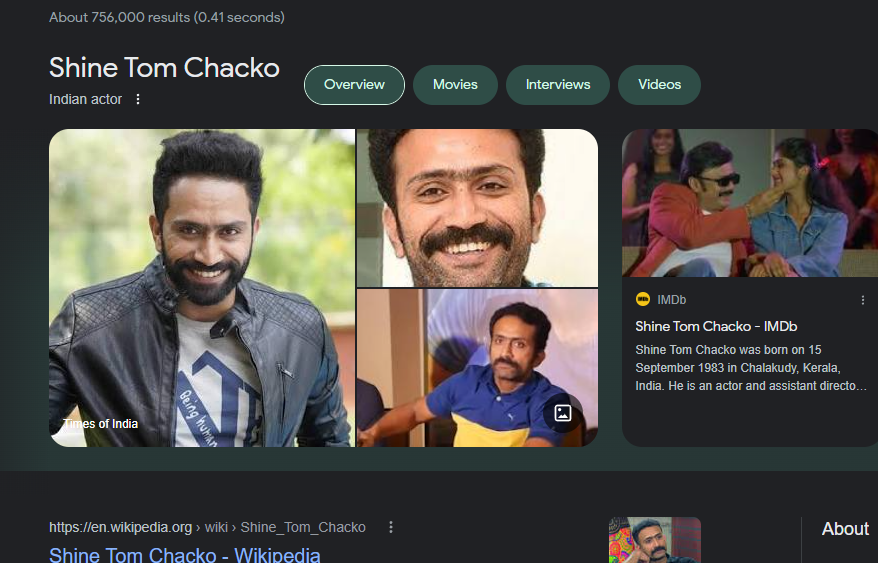 About 756,000 results (0.41 seconds)
Shine Tom Chacko
Indian actor
Overview
Movies
Interviews
Videos
Times of India
Being human
IMDb
Shine Tom Chacko - IMDb
Shine Tom Chacko was born on 15
September 1983 in Chalakudy, Kerala,
India. He is an actor and assistant directo...
https://en.wikipedia.org › wiki › Shine_Tom_Chacko
Shine Tom Chacko - Wikipedia
About